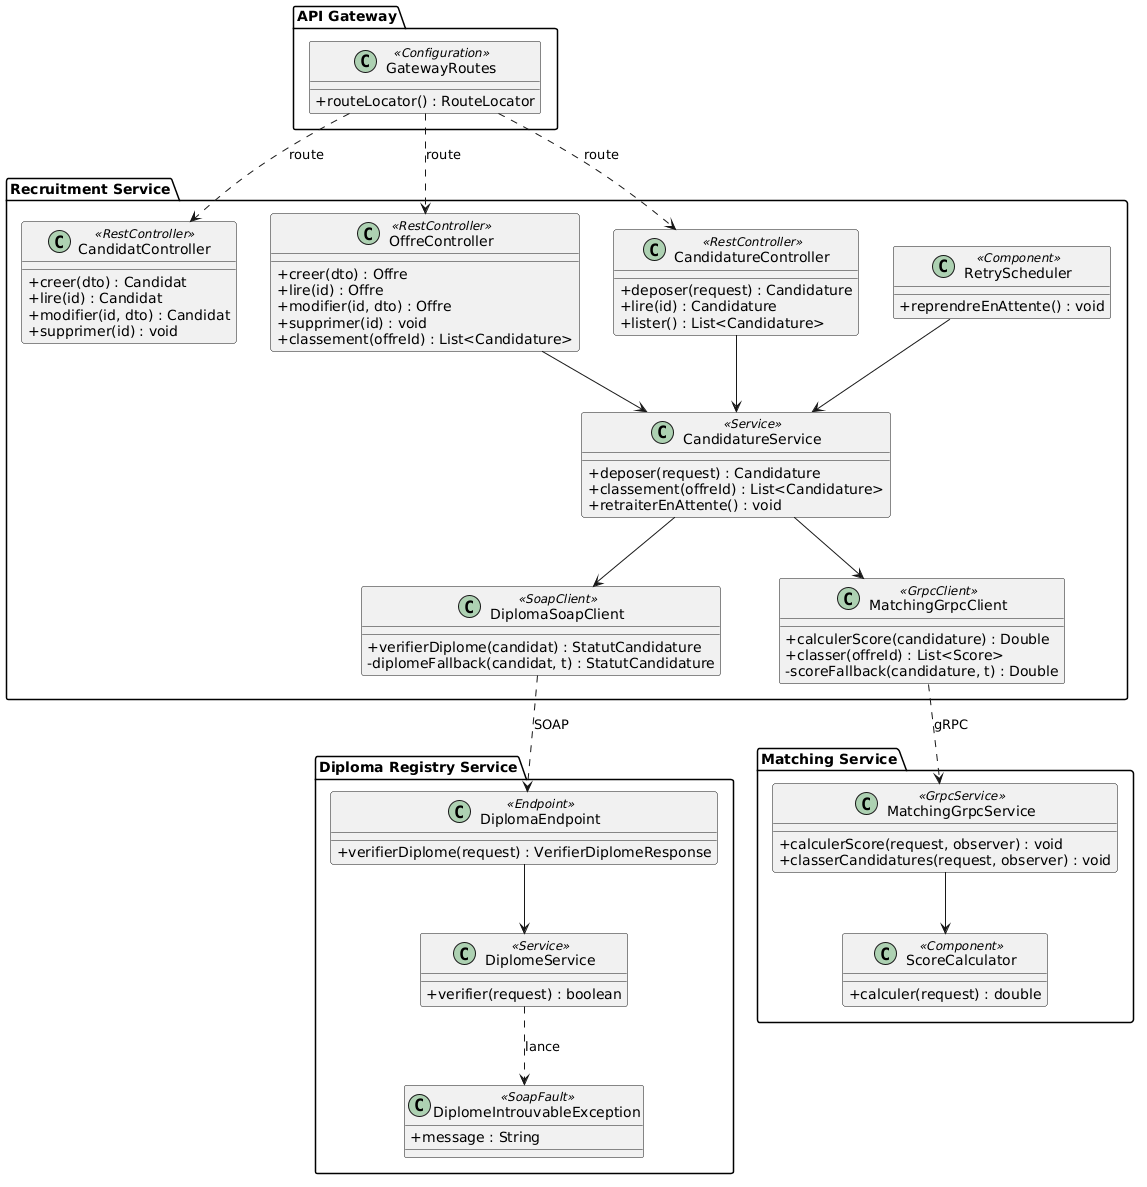 API Gateway
C
«Configuration»
GatewayRoutes
+routeLocator() : RouteLocator
route
route
route
Recruitment Service
C
«RestController»
CandidatController
+creer(dto) : Candidat
+lire(id) : Candidat
+modifier(id, dto) : Candidat
+supprimer(id) : void
C
«RestController»
OffreController
+creer(dto) : Offre
+lire(id) : Offre
+modifier(id, dto) : Offre
+supprimer(id) : void
+classement(offreId) : List<Candidature>
C
«RestController»
CandidatureController
+deposer(request) : Candidature
+lire(id) : Candidature
+lister() : List<Candidature>
C
«Component»
RetryScheduler
+reprendreEnAttente() : void
C
«Service»
CandidatureService
+deposer(request) : Candidature
+classement(offreId) : List<Candidature>
+retraiterEnAttente() : void
C
«SoapClient»
DiplomaSoapClient
+verifierDiplome(candidat) : StatutCandidature
-diplomeFallback(candidat, t) : StatutCandidature
C
«GrpcClient»
MatchingGrpcClient
+calculerScore(candidature) : Double
+classer(offreId) : List<Score>
-scoreFallback(candidature, t) : Double
SOAP
gRPC
Diploma Registry Service
C
«Endpoint»
DiplomaEndpoint
+verifierDiplome(request) : VerifierDiplomeResponse
C
«Service»
DiplomeService
+verifier(request) : boolean
lance
C
«SoapFault»
DiplomeIntrouvableException
+message : String
Matching Service
C
«GrpcService»
MatchingGrpcService
+calculerScore(request, observer) : void
+classerCandidatures(request, observer) : void
C
«Component»
ScoreCalculator
+calculer(request) : double